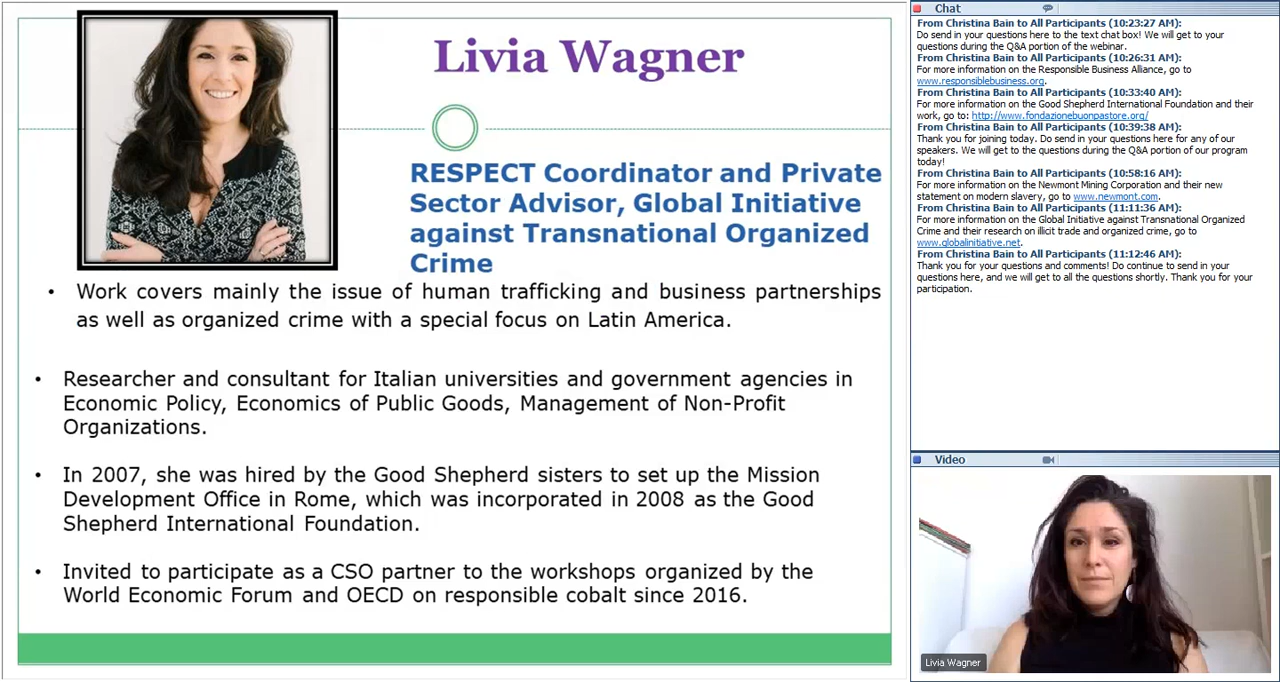 Livia Wagner
RESPECT Coordinator and Private
Sector Advisor, Global Initiative
against Transnational Organized
Crime
• Work covers mainly the issue of human trafficking and business partnerships
as well as organized crime with a special focus on Latin America.
• Researcher and consultant for Italian universities and government agencies in
Economic Policy, Economics of Public Goods, Management of Non-Profit
Organizations.
• In 2007, she was hired by the Good Shepherd sisters to set up the Mission
Development Office in Rome, which was incorporated in 2008 as the Good
Shepherd International Foundation.
• Invited to participate as a CSO partner to the workshops organized by the
World Economic Forum and OECD on responsible cobalt since 2016.
Chat
From Christina Bain to All Participants (10:23:27 AM):
Do send in your questions here to the text chat box! We will get to your
questions during the Q&A portion of the webinar.
From Christina Bain to All Participants (10:26:31 AM):
For more information on the Responsible Business Alliance, go to
www.responsiblebusiness.org.
From Christina Bain to All Participants (10:33:40 AM):
For more information on the Good Shepherd International Foundation and their
work, go to: http://www.fondazionebuonpastore.org/
From Christina Bain to All Participants (10:39:38 AM):
Thank you for joining today. Do send in your questions here for any of our
speakers. We will get to the questions during the Q&A portion of our program
today!
From Christina Bain to All Participants (10:58:16 AM):
For more information on the Newmont Mining Corporation and their new
statement on modern slavery, go to www.newmont.com.
From Christina Bain to All Participants (11:11:36 AM):
For more information on the Global Initiative against Transnational Organized
Crime and their research on illicit trade and organized crime, go to
www.globalinitiative.net.
From Christina Bain to All Participants (11:12:46 AM):
Thank you for your questions and comments! Do continue to send in your
questions here, and we will get to all the questions shortly. Thank you for your
participation.
Video
Livia Wagner